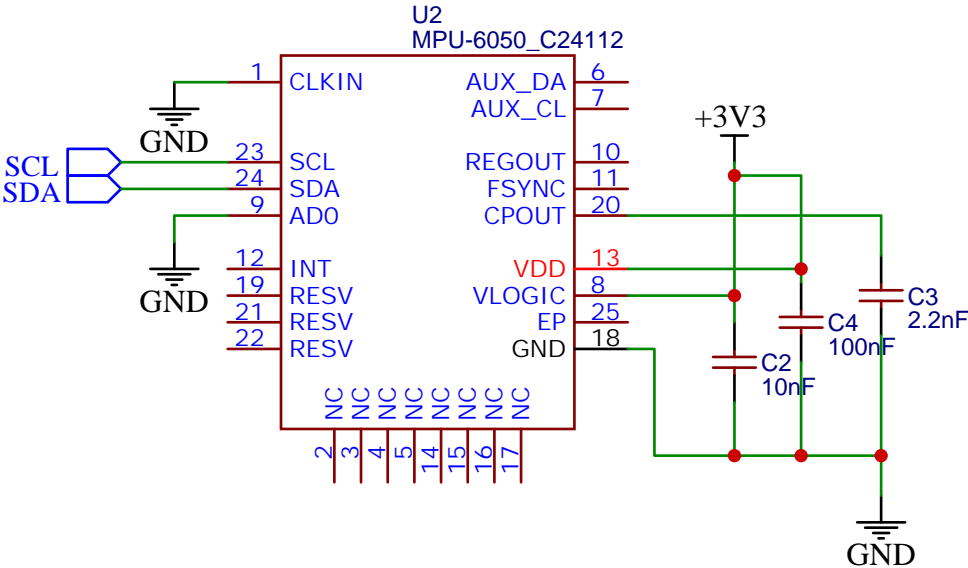 U2
MPU-6050_C24112
1 CLKIN
AUX_DA 6
AUX_CL 7
+3V3
GND
SCL
23 SCL
REGOUT 10
SDA
24 SDA
FSYNC 11
9 AD0
CPOUT 20
12 INT
VDD 13
GND
19 RESV
VLOGIC 8
C3
2.2nF
21 RESV
EP 25
C4
100nF
22 RESV
GND 18
C2
10nF
NC NC NC NC NC NC NC NC
2 3 4 5 14 15 16 17
GND